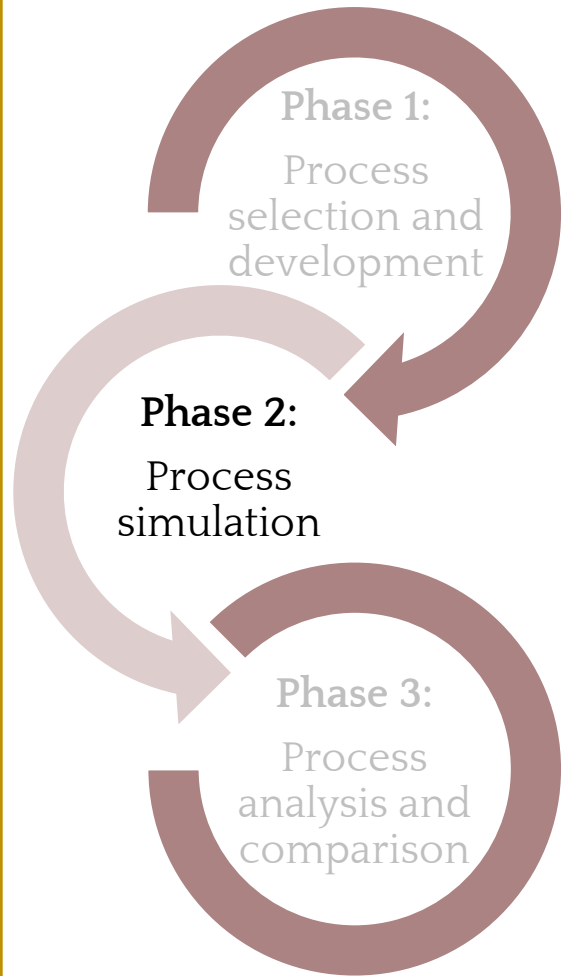 Phase 1:
Process
selection and
development
Phase 2:
Process
simulation
Phase 3:
Process
analysis and
comparison